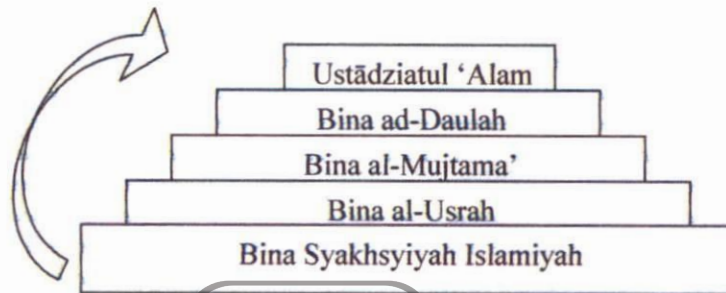 Ustādziatul ‘Alam
Bina ad-Daulah
Bina al-Mujtama’
Bina al-Usrah
Bina Syakhsyiyah Islamiyah